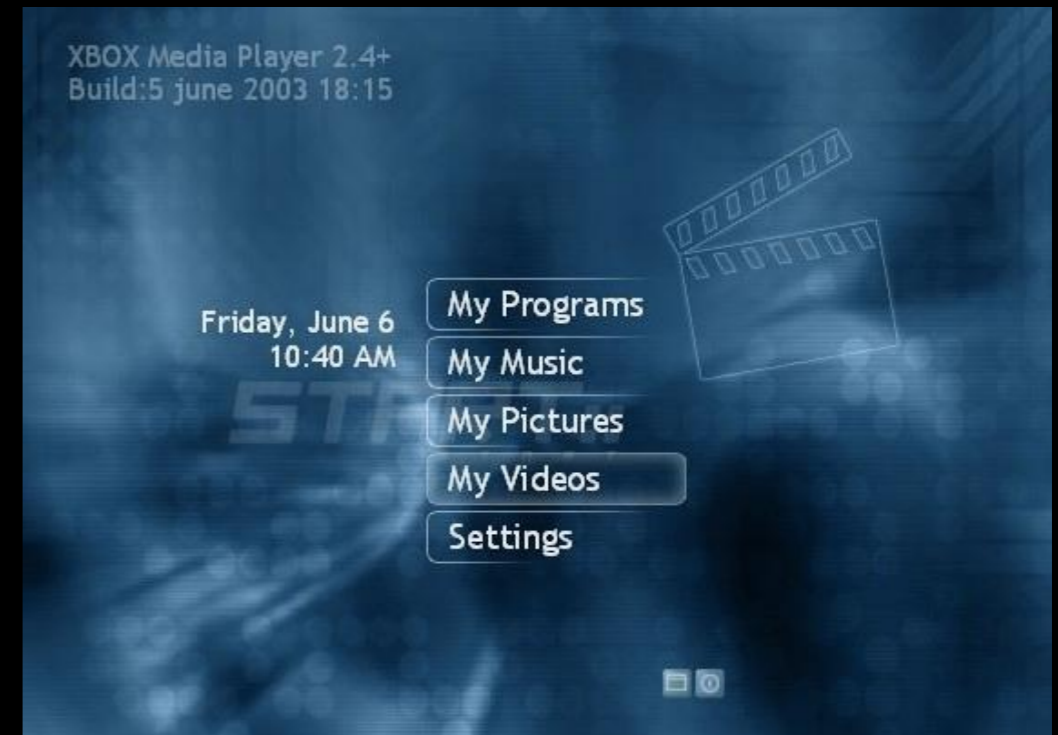 XBOX Media Player 2.4+
Build:5 june 2003 18:15
Friday, June 6
10:40 AM
My Programs
My Music
My Pictures
My Videos
Settings